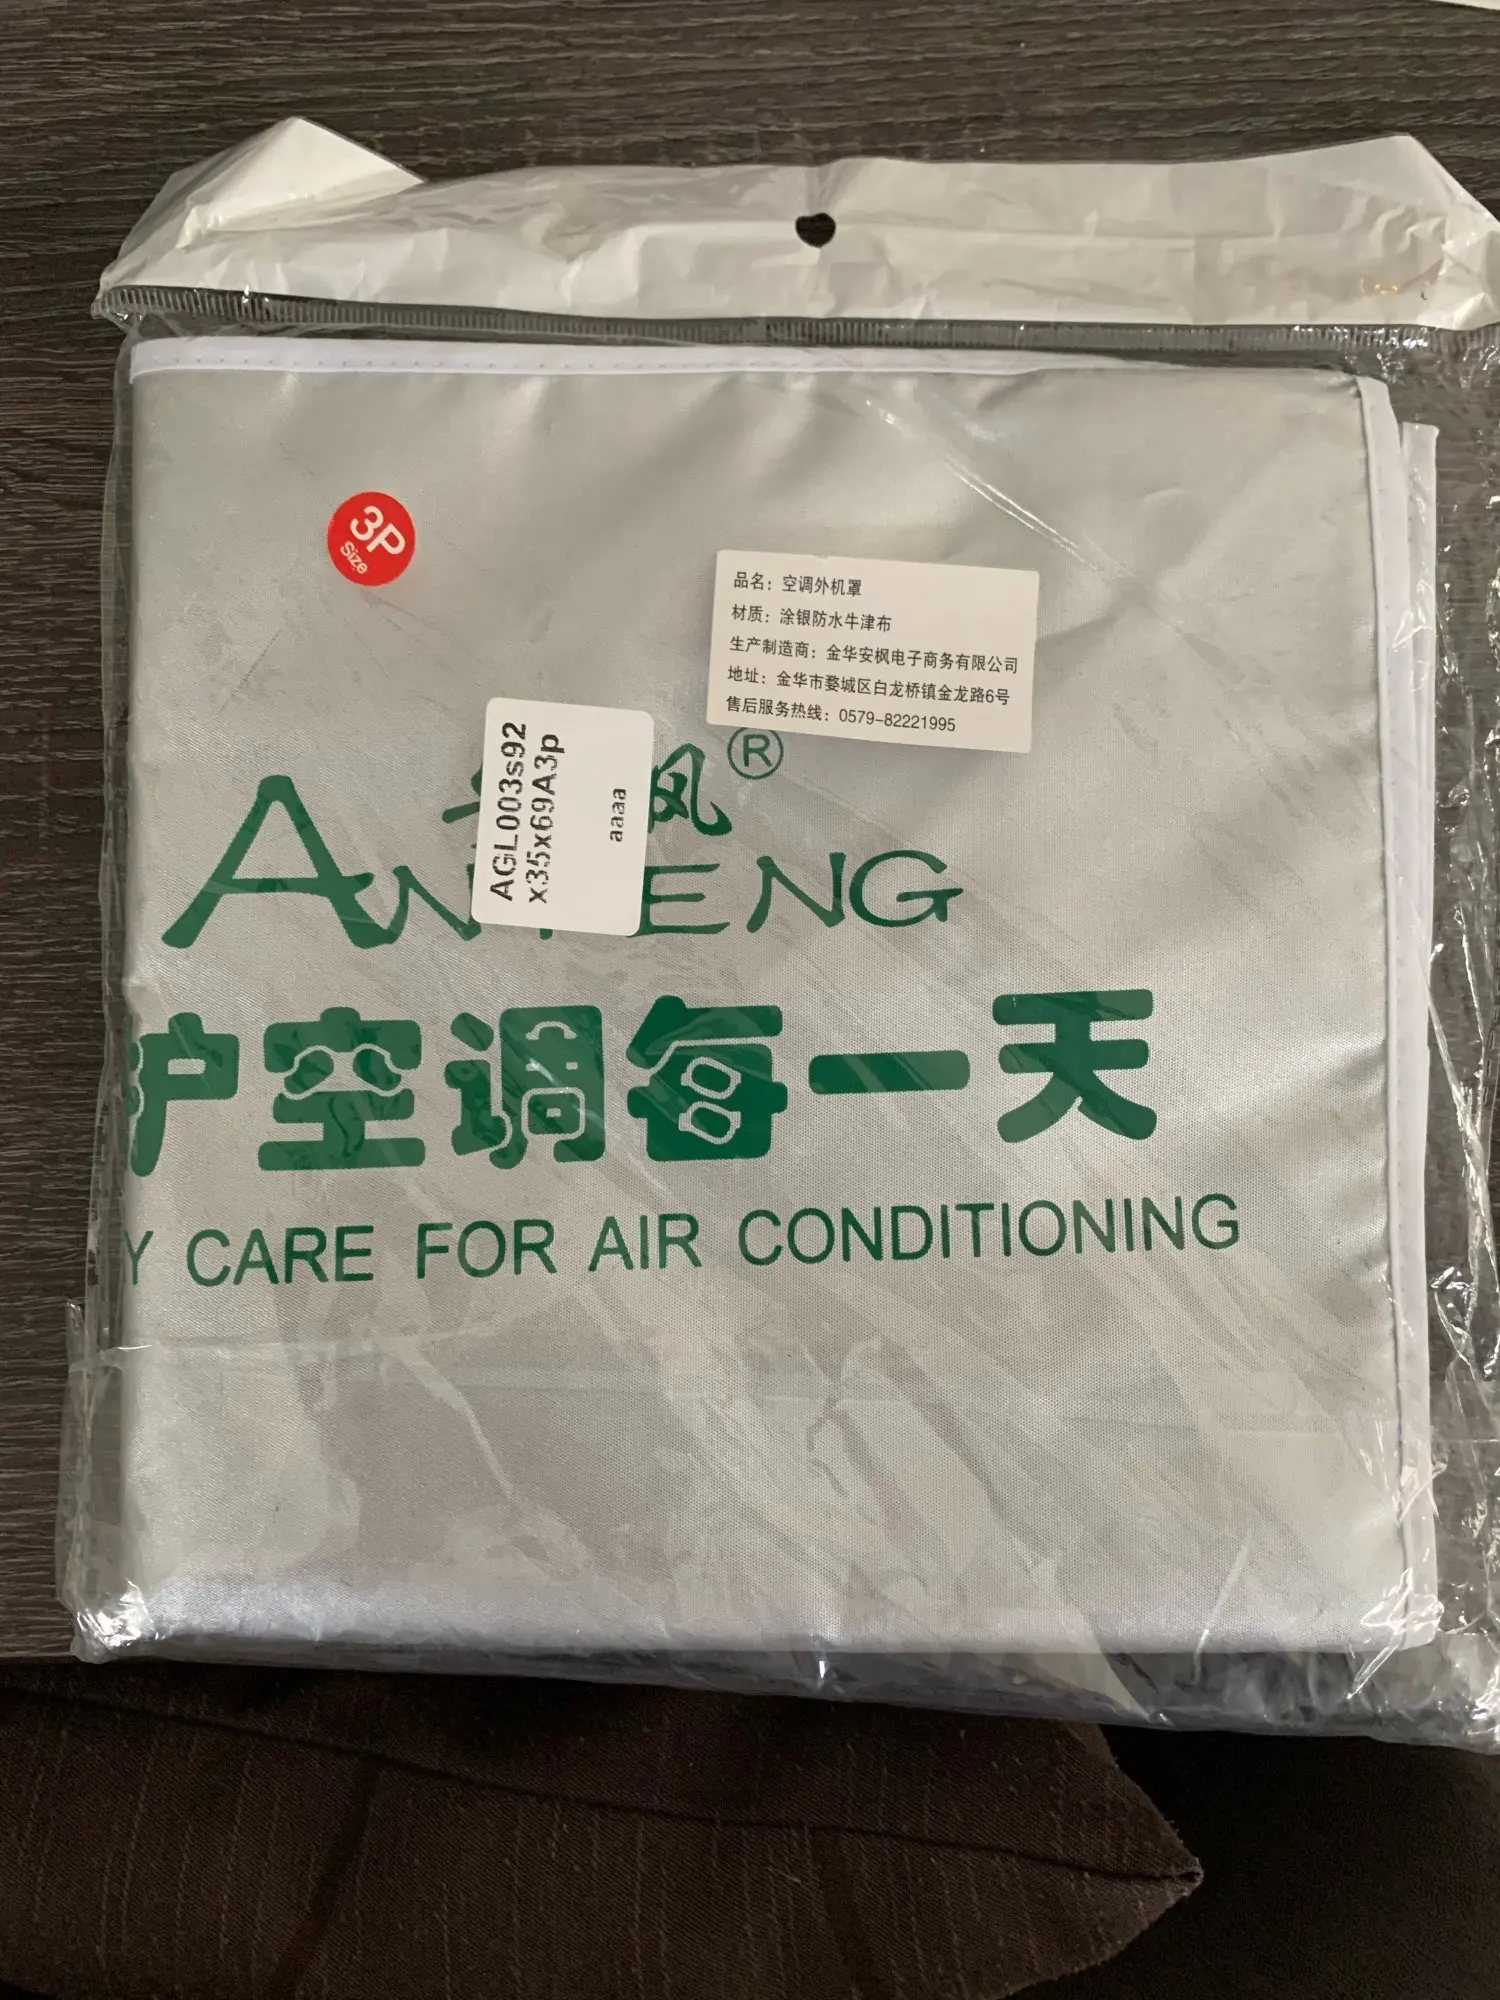 3P
Size
品名：空调外机罩
材质：涂银防水牛津布
生产制造商：金华安枫电子商务有限公司
地址：金华市婺城区白龙桥镇金龙路6号
售后服务热线：0579-82221995
AGL003s92
x35x69A3p
aaaa
枫®
ANFENG
护空调每一天
Y CARE FOR AIR CONDITIONING